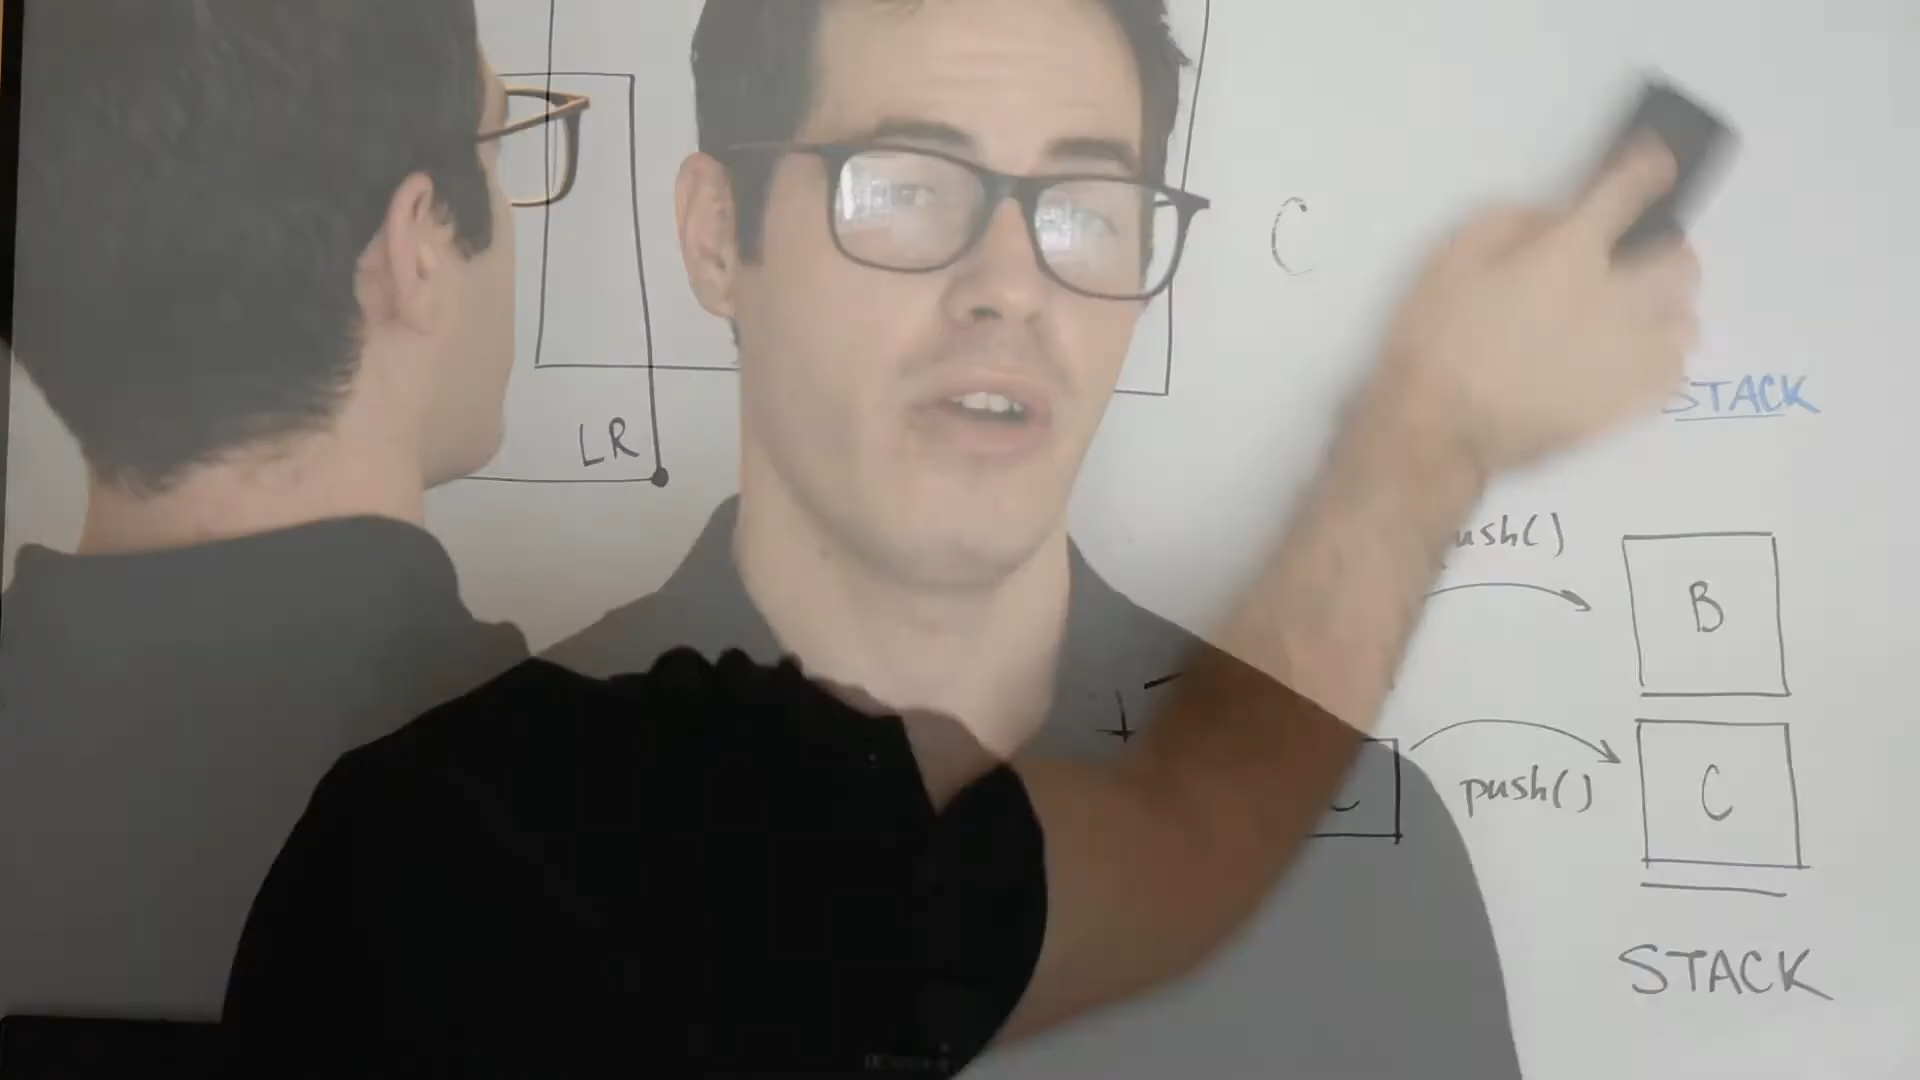 C
STACK
LR
push()
B
push()
C
STACK